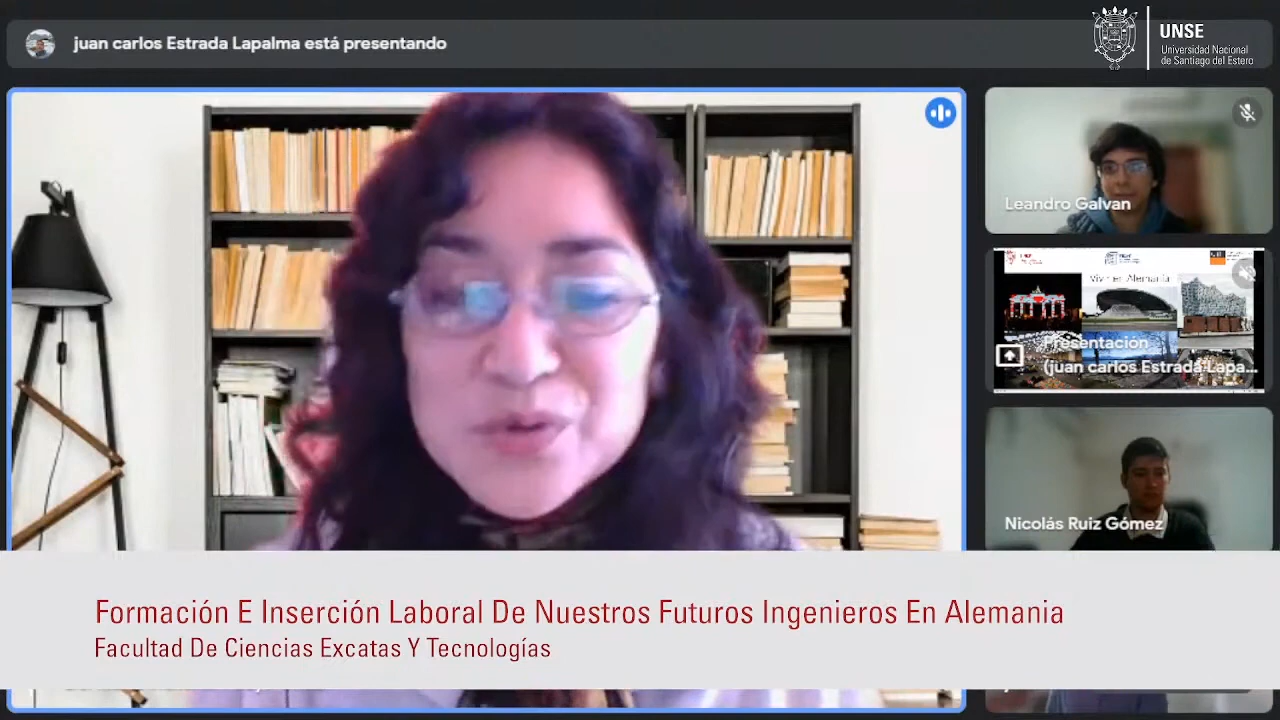 juan carlos Estrada Lapalma está presentando
UNSE
Universidad Nacional
de Santiago del Estero
Leandro Galvan
UNSE
Vivir en Alemania
Presentación
(juan carlos Estrada Lapa...
Nicolás Ruiz Gómez
Formación E Inserción Laboral De Nuestros Futuros Ingenieros En Alemania
Facultad De Ciencias Excatas Y Tecnologías